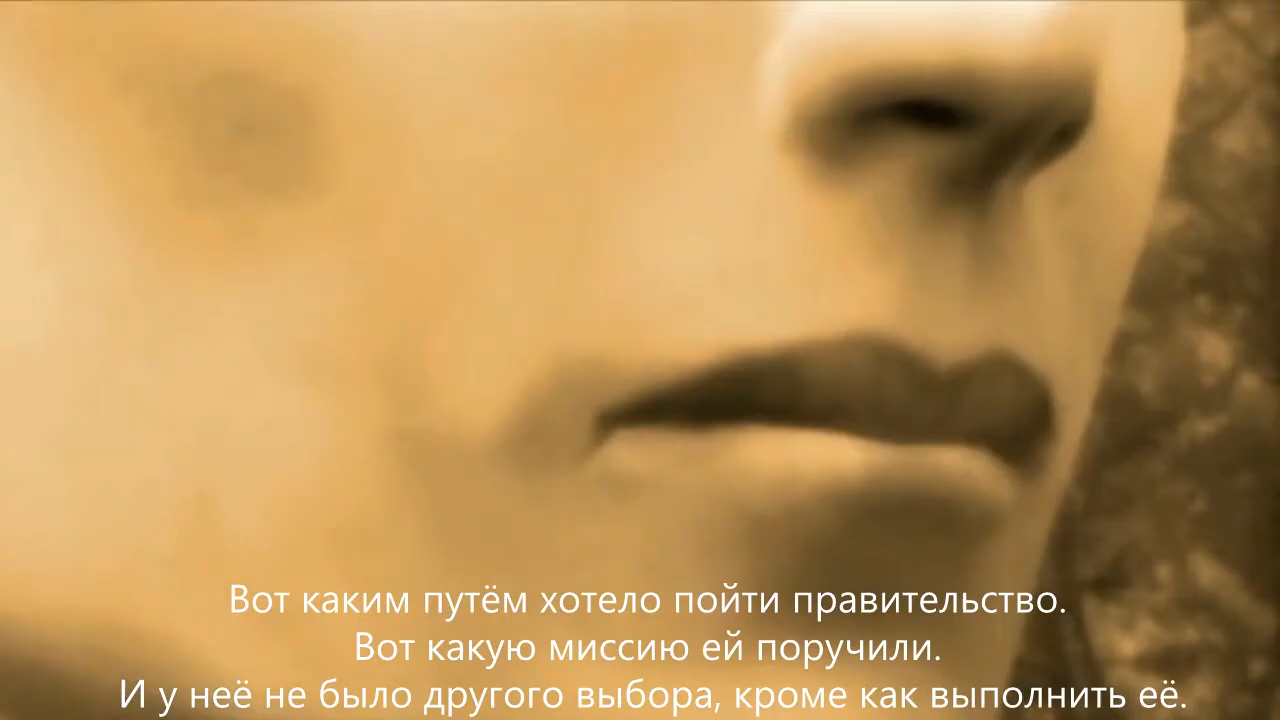 Вот каким путём хотело пойти правительство.
Вот какую миссию ей поручили.
И у неё не было другого выбора, кроме как выполнить её.